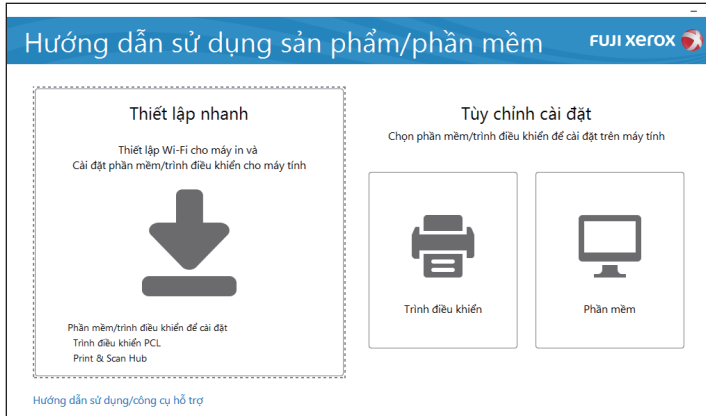 Hướng dẫn sử dụng sản phẩm/phần mềm
FUJI xerox
Thiết lập nhanh
Thiết lập Wi-Fi cho máy in và
Cài đặt phần mềm/trình điều khiển cho máy tính
Phần mềm/trình điều khiển để cài đặt
Trình điều khiển PCL
Print & Scan Hub
Tùy chỉnh cài đặt
Chọn phần mềm/trình điều khiển để cài đặt trên máy tính
Trình điều khiển
Phần mềm
Hướng dẫn sử dụng/công cụ hỗ trợ